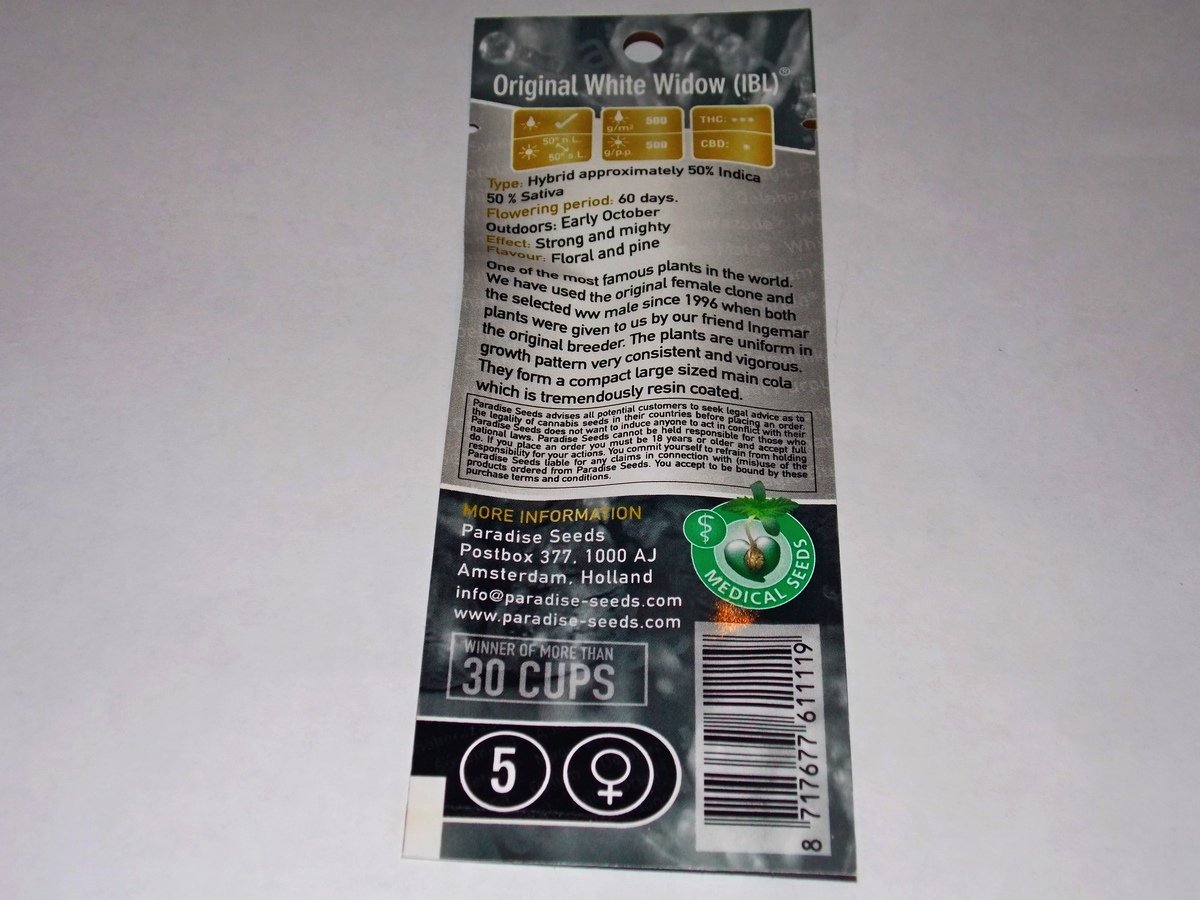 Original White Widow (IBL)®
500
g/m²
THC: •••
50° n.L.
50° s.L.
500
g/p.p
CBD: •
Type: Hybrid approximately 50% Indica
50 % Sativa
Flowering period: 60 days.
Outdoors: Early October
Effect: Strong and mighty
Flavour: Floral and pine
One of the most famous plants in the world.
We have used the original female clone and
the selected ww male since 1996 when both
plants were given to us by our friend Ingemar
the original breeder. The plants are uniform in
growth pattern very consistent and vigorous.
They form a compact large sized main cola
which is tremendously resin coated.
Paradise Seeds advises all potential customers to seek legal advice as to
the legality of cannabis seeds in their countries before placing an order.
Paradise Seeds does not want to induce anyone to act in conflict with their
national laws. Paradise Seeds cannot be held responsible for those who
do. If you place an order you must be 18 years or older and accept full
responsibility for your actions. You commit yourself to refrain from holding
Paradise Seeds liable for any claims in connection with (mis)use of the
products ordered from Paradise Seeds. You accept to be bound by these
purchase terms and conditions.
MORE INFORMATION
Paradise Seeds
Postbox 377, 1000 AJ
Amsterdam, Holland
info@paradise-seeds.com
www.paradise-seeds.com
MEDICAL SEEDS
WINNER OF MORE THAN
30 CUPS
5
8 717677 611119